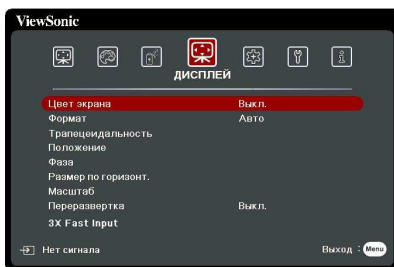 ViewSonic
ДИСПЛЕЙ
Цвет экрана Выкл.
Формат Авто
Трапецеидальность
Положение
Фаза
Размер по горизонт.
Масштаб
Переразвертка Выкл.
3X Fast Input
Нет сигнала Выход : Menu